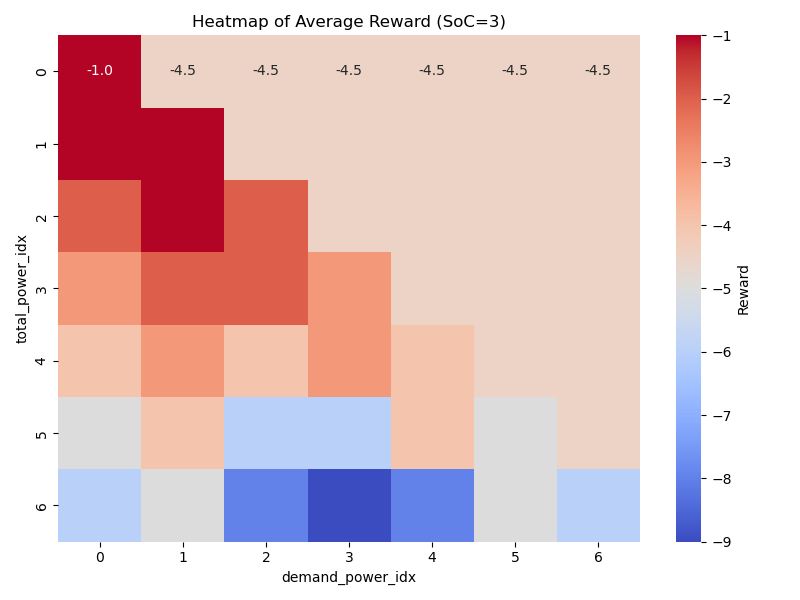 Heatmap of Average Reward (SoC=3)
total_power_idx
0 -1.0 -4.5 -4.5 -4.5 -4.5 -4.5 -4.5
1
2
3
4
5
6
0 1 2 3 4 5 6
demand_power_idx
−1
−2
−3
−4
−5
−6
−7
−8
−9
Reward